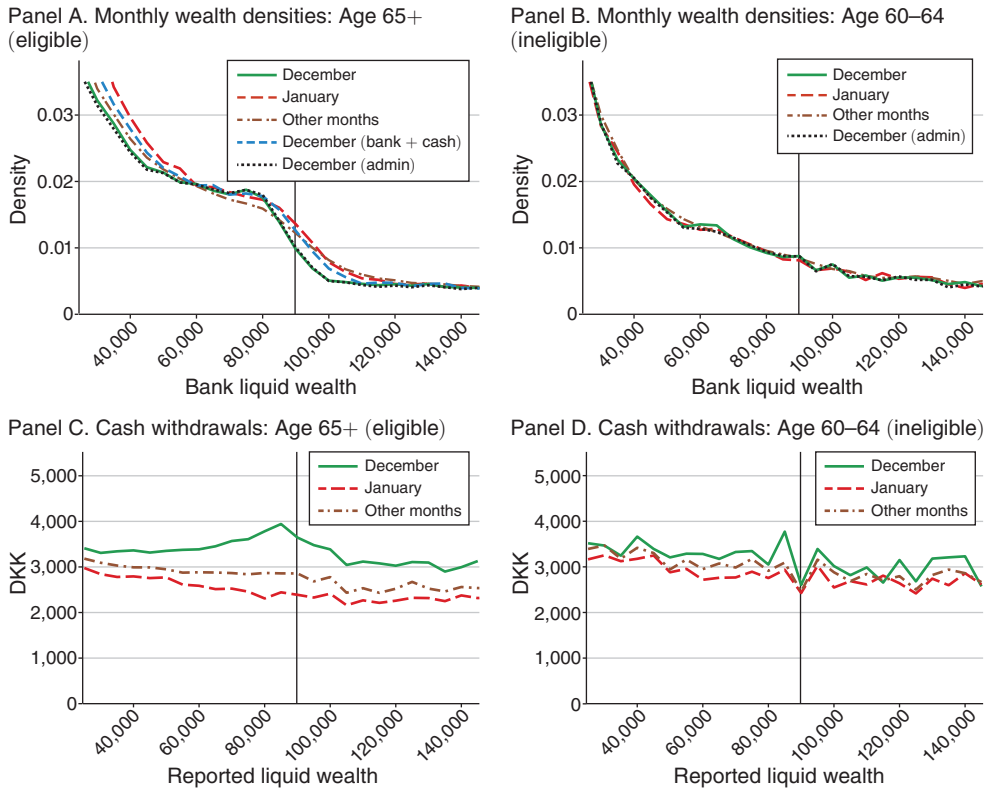 Panel A. Monthly wealth densities: Age 65+
(eligible)
December
January
Other months
December (bank + cash)
December (admin)
Density
0.03
0.02
0.01
0
40,000
60,000
80,000
100,000
120,000
140,000
Bank liquid wealth
Panel B. Monthly wealth densities: Age 60–64
(ineligible)
December
January
Other months
December (admin)
Density
0.03
0.02
0.01
0
40,000
60,000
80,000
100,000
120,000
140,000
Bank liquid wealth
Panel C. Cash withdrawals: Age 65+ (eligible)
December
January
Other months
DKK
5,000
4,000
3,000
2,000
1,000
0
40,000
60,000
80,000
100,000
120,000
140,000
Reported liquid wealth
Panel D. Cash withdrawals: Age 60–64 (ineligible)
December
January
Other months
DKK
5,000
4,000
3,000
2,000
1,000
0
40,000
60,000
80,000
100,000
120,000
140,000
Reported liquid wealth